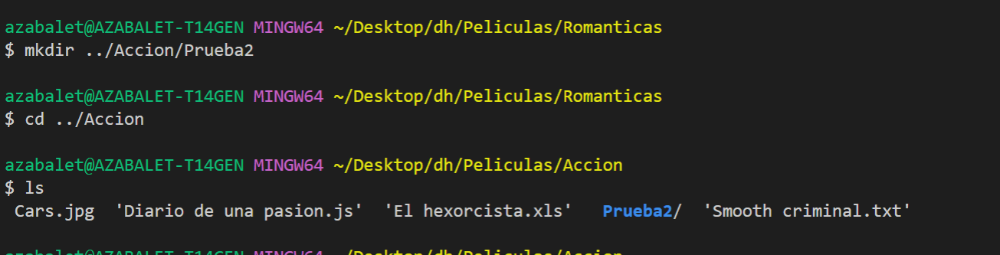 azabalet@AZABALET-T14GEN MINGW64 ~/Desktop/dh/Peliculas/Romanticas
$ mkdir ../Accion/Prueba2
azabalet@AZABALET-T14GEN MINGW64 ~/Desktop/dh/Peliculas/Romanticas
$ cd ../Accion
azabalet@AZABALET-T14GEN MINGW64 ~/Desktop/dh/Peliculas/Accion
$ ls
Cars.jpg 'Diario de una pasion.js' 'El hexorcista.xls' Prueba2/ 'Smooth criminal.txt'
azabalet@AZABALET-T14GEN MINGW64 ~/Desktop/dh/Peliculas/Accion